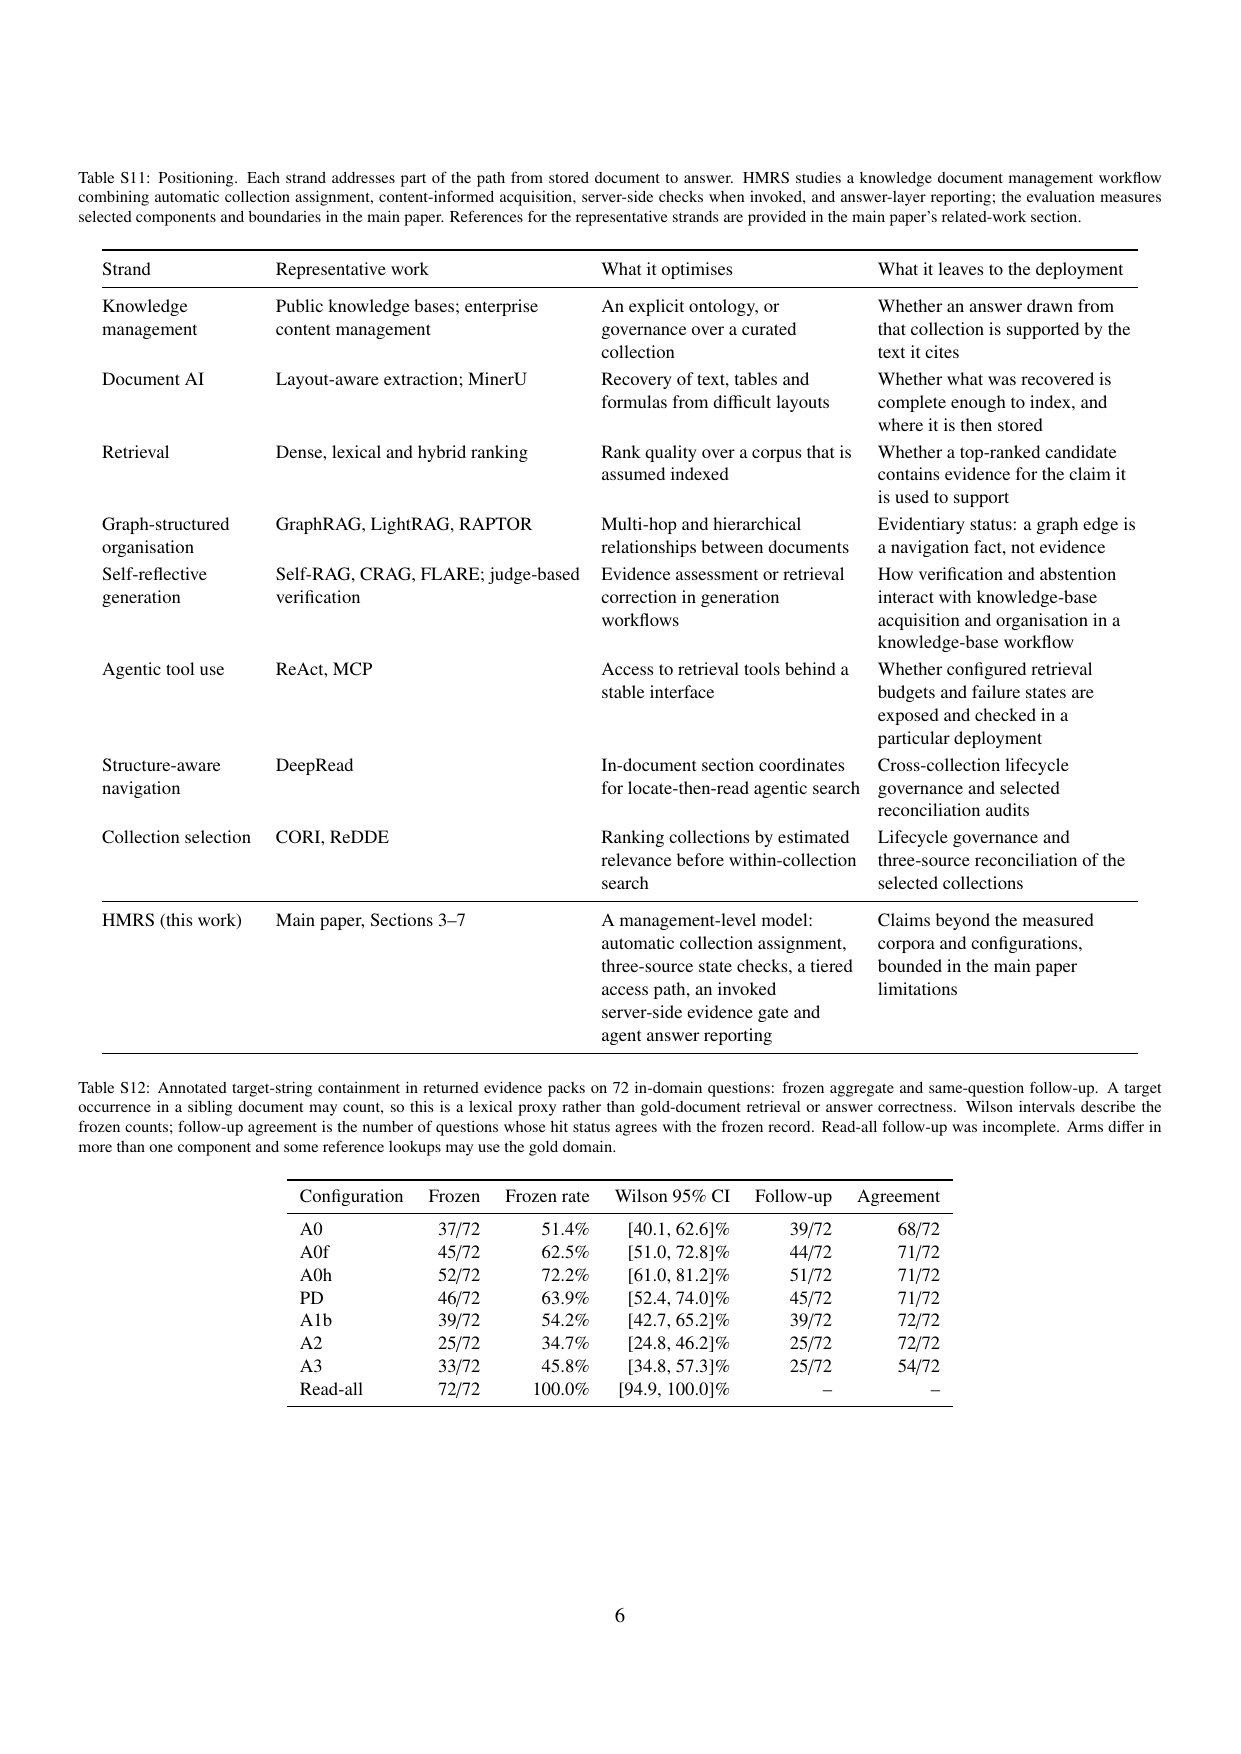 Table S11: Positioning. Each strand addresses part of the path from stored document to answer. HMRS studies a knowledge document management workflow
combining automatic collection assignment, content-informed acquisition, server-side checks when invoked, and answer-layer reporting; the evaluation measures
selected components and boundaries in the main paper. References for the representative strands are provided in the main paper's related-work section.
Strand Representative work What it optimises What it leaves to the deployment
Knowledge Public knowledge bases; enterprise An explicit ontology, or Whether an answer drawn from
management content management governance over a curated that collection is supported by the
collection text it cites
Document AI Layout-aware extraction; MinerU Recovery of text, tables and Whether what was recovered is
formulas from difficult layouts complete enough to index, and
where it is then stored
Retrieval Dense, lexical and hybrid ranking Rank quality over a corpus that is Whether a top-ranked candidate
assumed indexed contains evidence for the claim it
is used to support
Graph-structured GraphRAG, LightRAG, RAPTOR Multi-hop and hierarchical Evidentiary status: a graph edge is
organisation relationships between documents a navigation fact, not evidence
Self-reflective Self-RAG, CRAG, FLARE; judge-based Evidence assessment or retrieval How verification and abstention
generation verification correction in generation interact with knowledge-base
workflows acquisition and organisation in a
knowledge-base workflow
Agentic tool use ReAct, MCP Access to retrieval tools behind a Whether configured retrieval
stable interface budgets and failure states are
exposed and checked in a
particular deployment
Structure-aware DeepRead In-document section coordinates Cross-collection lifecycle
navigation for locate-then-read agentic search governance and selected
reconciliation audits
Collection selection CORI, ReDDE Ranking collections by estimated Lifecycle governance and
relevance before within-collection three-source reconciliation of the
search selected collections
HMRS (this work) Main paper, Sections 3–7 A management-level model: Claims beyond the measured
automatic collection assignment, corpora and configurations,
three-source state checks, a tiered bounded in the main paper
access path, an invoked limitations
server-side evidence gate and
agent answer reporting
Table S12: Annotated target-string containment in returned evidence packs on 72 in-domain questions: frozen aggregate and same-question follow-up. A target
occurrence in a sibling document may count, so this is a lexical proxy rather than gold-document retrieval or answer correctness. Wilson intervals describe the
frozen counts; follow-up agreement is the number of questions whose hit status agrees with the frozen record. Read-all follow-up was incomplete. Arms differ in
more than one component and some reference lookups may use the gold domain.
Configuration Frozen Frozen rate Wilson 95% CI Follow-up Agreement
A0 37/72 51.4% [40.1, 62.6]% 39/72 68/72
A0f 45/72 62.5% [51.0, 72.8]% 44/72 71/72
A0h 52/72 72.2% [61.0, 81.2]% 51/72 71/72
PD 46/72 63.9% [52.4, 74.0]% 45/72 71/72
A1b 39/72 54.2% [42.7, 65.2]% 39/72 72/72
A2 25/72 34.7% [24.8, 46.2]% 25/72 72/72
A3 33/72 45.8% [34.8, 57.3]% 25/72 54/72
Read-all 72/72 100.0% [94.9, 100.0]% – –
6